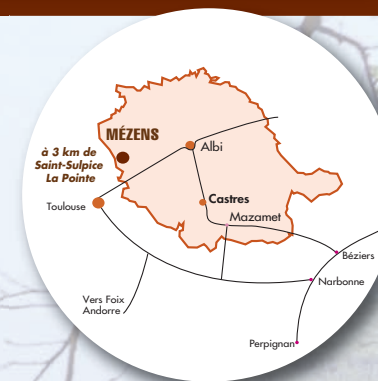 MÉZENS
à 3 km de
Saint-Sulpice
La Pointe
Albi
Castres
Toulouse
Mazamet
Béziers
Narbonne
Vers Foix
Andorre
Perpignan